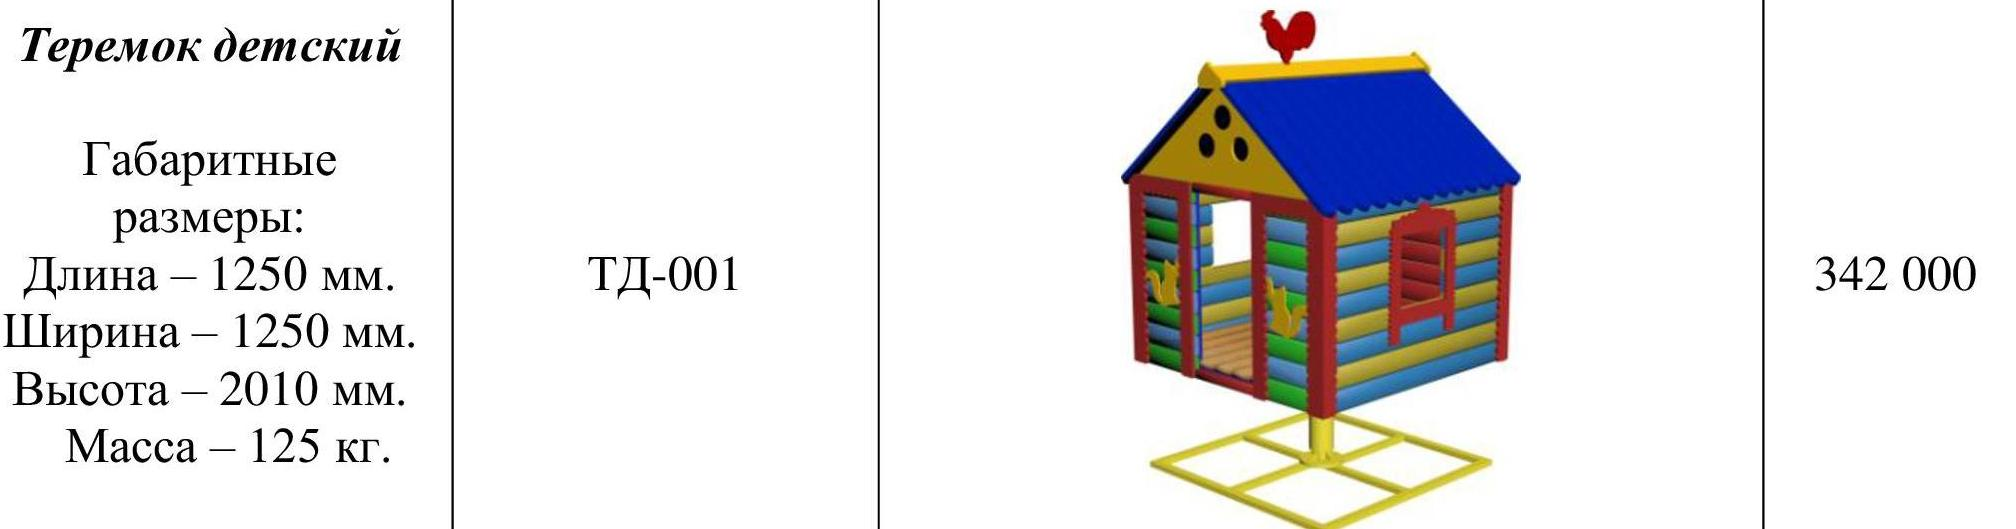 Теремок детский
Габаритные
размеры:
Длина – 1250 мм.
Ширина – 1250 мм.
Высота – 2010 мм.
Масса – 125 кг.
ТД-001
342 000